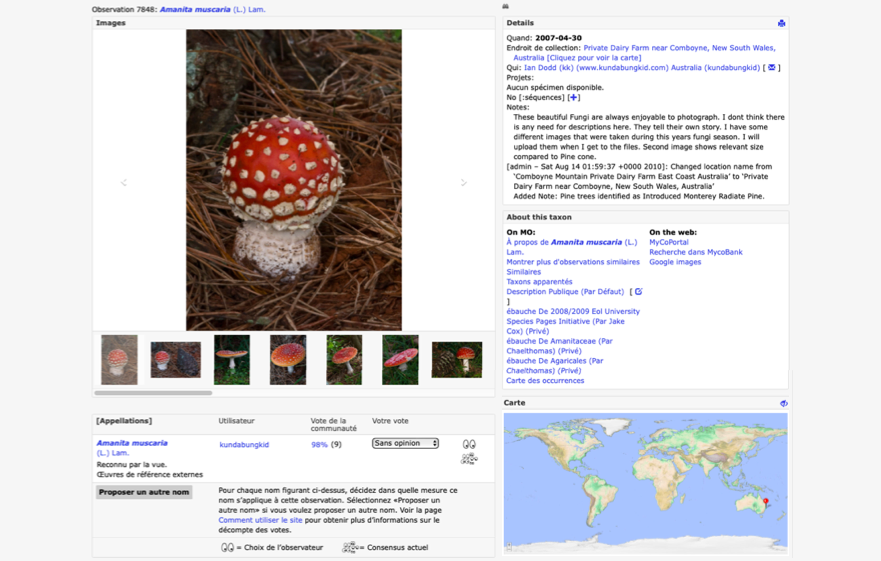 Observation 7848: Amanita muscaria (L.) Lam.
Images
[Appellations]
Utilisateur
Vote de la
communauté
Votre vote
Amanita muscaria
(L.) Lam.
Reconnu par la vue.
Œuvres de référence externes
kundabungkid
98% (9)
Sans opinion
Proposer un autre nom
Pour chaque nom figurant ci-dessus, décidez dans quelle mesure ce
nom s'applique à cette observation. Sélectionnez «Proposer un
autre nom» si vous voulez proposer un autre nom. Voir la page
Comment utiliser le site pour obtenir plus d'informations sur le
décompte des votes.
= Choix de l'observateur
= Consensus actuel
Details
Quand: 2007-04-30
Endroit de collection: Private Dairy Farm near Comboyne, New South Wales,
Australia [Cliquez pour voir la carte]
Qui: Ian Dodd (kk) (www.kundabungkid.com) Australia (kundabungkid) [ ]
Projets:
Aucun spécimen disponible.
No [:séquences] [+]
Notes:
These beautiful Fungi are always enjoyable to photograph. I dont think there
is any need for descriptions here. They tell their own story. I have some
different images that were taken during this years fungi season. I will
upload them when I get to the files. Second image shows relevant size
compared to Pine cone.
[admin – Sat Aug 14 01:59:37 +0000 2010]: Changed location name from
'Comboyne Mountain Private Dairy Farm East Coast Australia' to 'Private
Dairy Farm near Comboyne, New South Wales, Australia'
Added Note: Pine trees identified as Introduced Monterey Radiate Pine.
About this taxon
On MO:
À propos de Amanita muscaria (L.)
Lam.
Montrer plus d'observations similaires
Similaires
Taxons apparentés
Description Publique (Par Défaut) [
]
ébauche De 2008/2009 Eol University
Species Pages Initiative (Par Jake
Cox) (Privé)
ébauche De Amanitaceae (Par
Chaelthomas) (Privé)
ébauche De Agaricales (Par
Chaelthomas) (Privé)
Carte des occurrences
On the web:
MyCoPortal
Recherche dans MycoBank
Google images
Carte